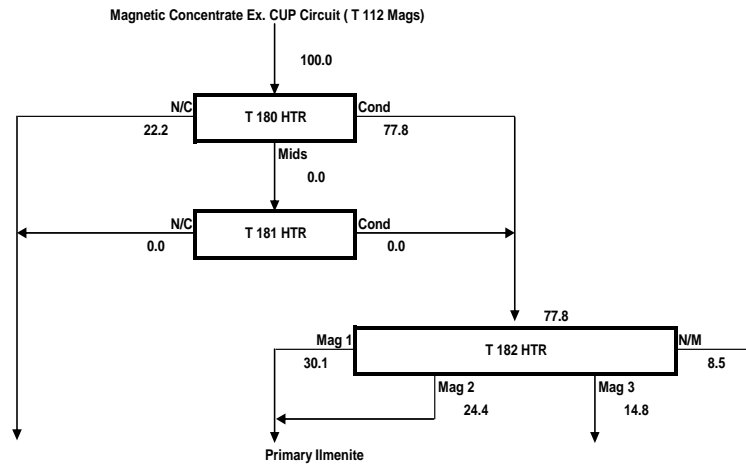 Magnetic Concentrate Ex. CUP Circuit ( T 112 Mags)
100.0
N/C
T 180 HTR
Cond
22.2
77.8
Mids
0.0
N/C
T 181 HTR
Cond
0.0
0.0
77.8
Mag 1
T 182 HTR
N/M
30.1
8.5
Mag 2
Mag 3
24.4
14.8
Primary Ilmenite